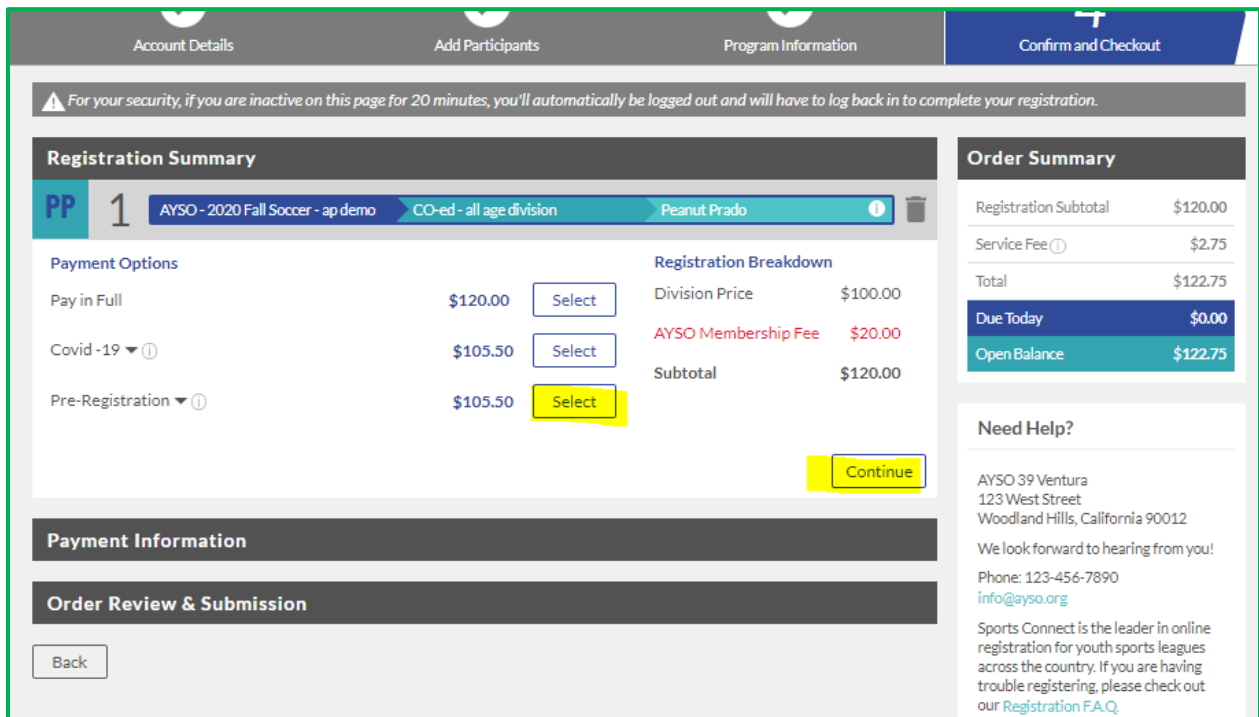 4
Account Details
Add Participants
Program Information
Confirm and Checkout
For your security, if you are inactive on this page for 20 minutes, you'll automatically be logged out and will have to log back in to complete your registration.
Registration Summary
PP
1
AYSO - 2020 Fall Soccer - ap demo
CO-ed - all age division
Peanut Prado
Payment Options
Pay in Full $120.00 Select
Covid -19 $105.50 Select
Pre-Registration $105.50 Select
Registration Breakdown
Division Price $100.00
AYSO Membership Fee $20.00
Subtotal $120.00
Continue
Payment Information
Order Review & Submission
Back
Order Summary
Registration Subtotal $120.00
Service Fee $2.75
Total $122.75
Due Today $0.00
Open Balance $122.75
Need Help?
AYSO 39 Ventura
123 West Street
Woodland Hills, California 90012
We look forward to hearing from you!
Phone: 123-456-7890
info@ayso.org
Sports Connect is the leader in online
registration for youth sports leagues
across the country. If you are having
trouble registering, please check out
our Registration F.A.Q.